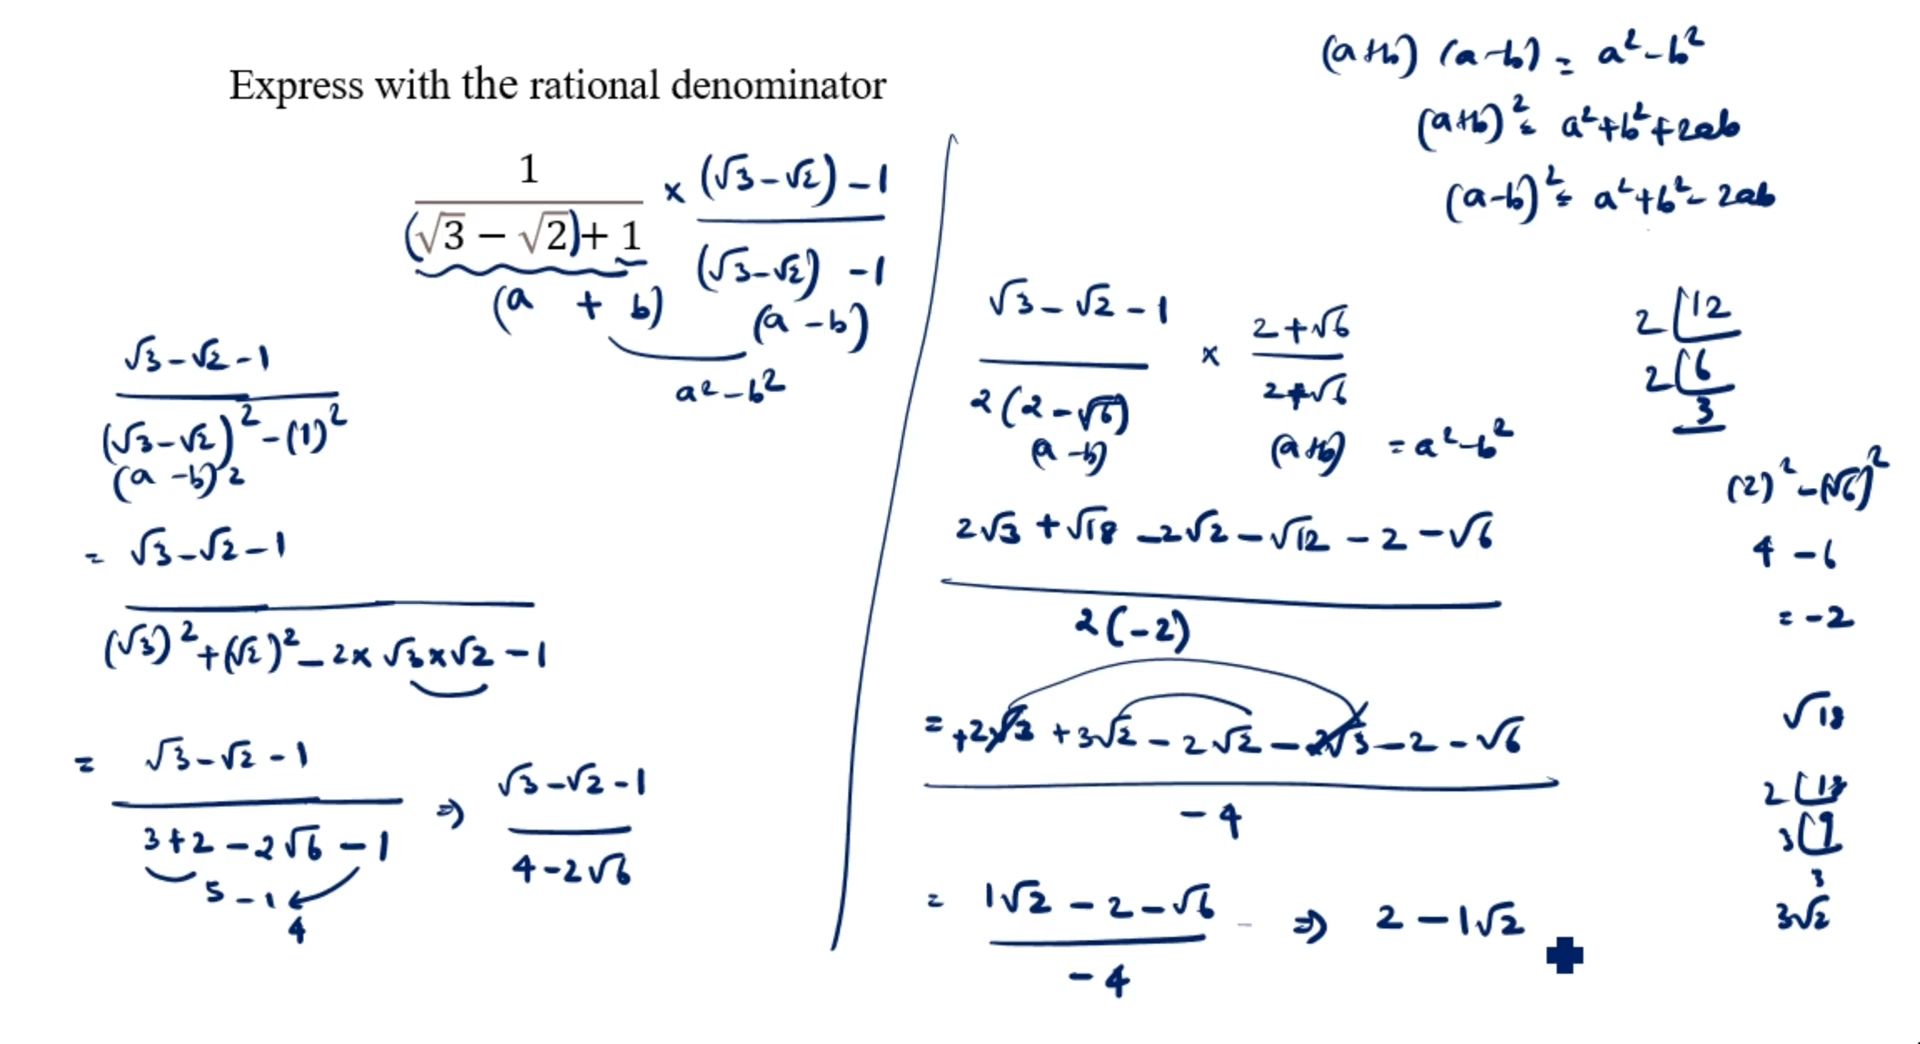 Express with the rational denominator
1 / ((√3 − √2) + 1) × ((√3 − √2) − 1) / ((√3 − √2) − 1)
(a + b) (a − b)
a² − b²
(√3 − √2 − 1) / ((√3 − √2)² − (1)²)
(a − b)²
= (√3 − √2 − 1) / ((√3)² + (√2)² − 2 × √3 × √2 − 1)
= (√3 − √2 − 1) / (3 + 2 − 2√6 − 1) ⇒ (√3 − √2 − 1) / (4 − 2√6)
5 − 1
4
(a+b) (a−b) = a² − b²
(a+b)² = a² + b² + 2ab
(a−b)² = a² + b² − 2ab
(√3 − √2 − 1) / (2(2 − √6)) × (2 + √6) / (2 + √6)
(a − b) (a+b) = a² − b²
(2√3 + √18 − 2√2 − √12 − 2 − √6) / (2(−2))
= (+2√3 + 3√2 − 2√2 − 2√3 − 2 − √6) / (−4)
= (1√2 − 2 − √6) / (−4) ⇒ 2 − 1√2
2 | 12
2 | 6
3
(2)² − (√6)²
4 − 6
= −2
√18
2 | 18
3 | 9
3
3√2